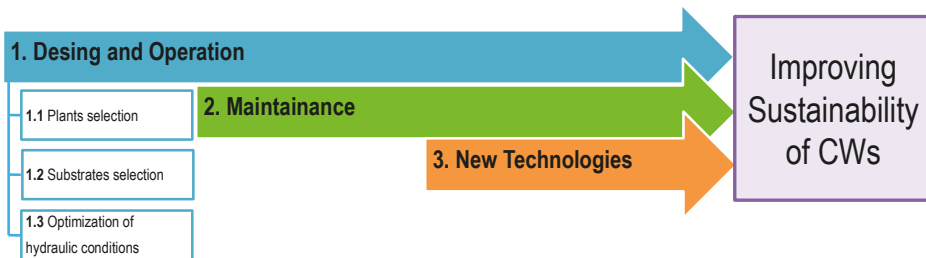 1. Desing and Operation
1.1 Plants selection
1.2 Substrates selection
1.3 Optimization of
hydraulic conditions
2. Maintainance
3. New Technologies
Improving
Sustainability
of CWs